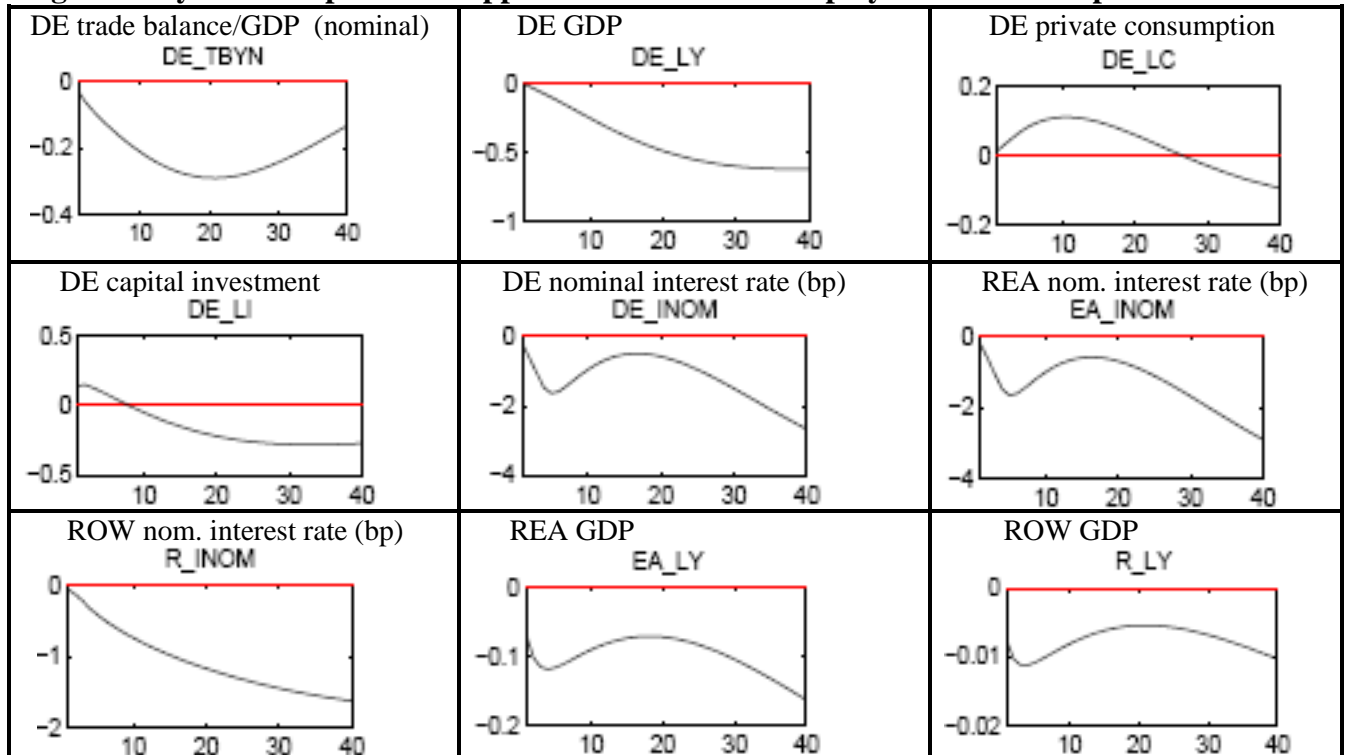 DE trade balance/GDP (nominal)
DE_TBYN
0
−0.2
−0.4
10 20 30 40
DE GDP
DE_LY
0
−0.5
−1
10 20 30 40
DE private consumption
DE_LC
0.2
0
−0.2
10 20 30 40
DE capital investment
DE_LI
0.5
0
−0.5
10 20 30 40
DE nominal interest rate (bp)
DE_INOM
0
−2
−4
10 20 30 40
REA nom. interest rate (bp)
EA_INOM
0
−2
−4
10 20 30 40
ROW nom. interest rate (bp)
R_INOM
0
−1
−2
10 20 30 40
REA GDP
EA_LY
0
−0.1
−0.2
10 20 30 40
ROW GDP
R_LY
0
−0.01
−0.02
10 20 30 40